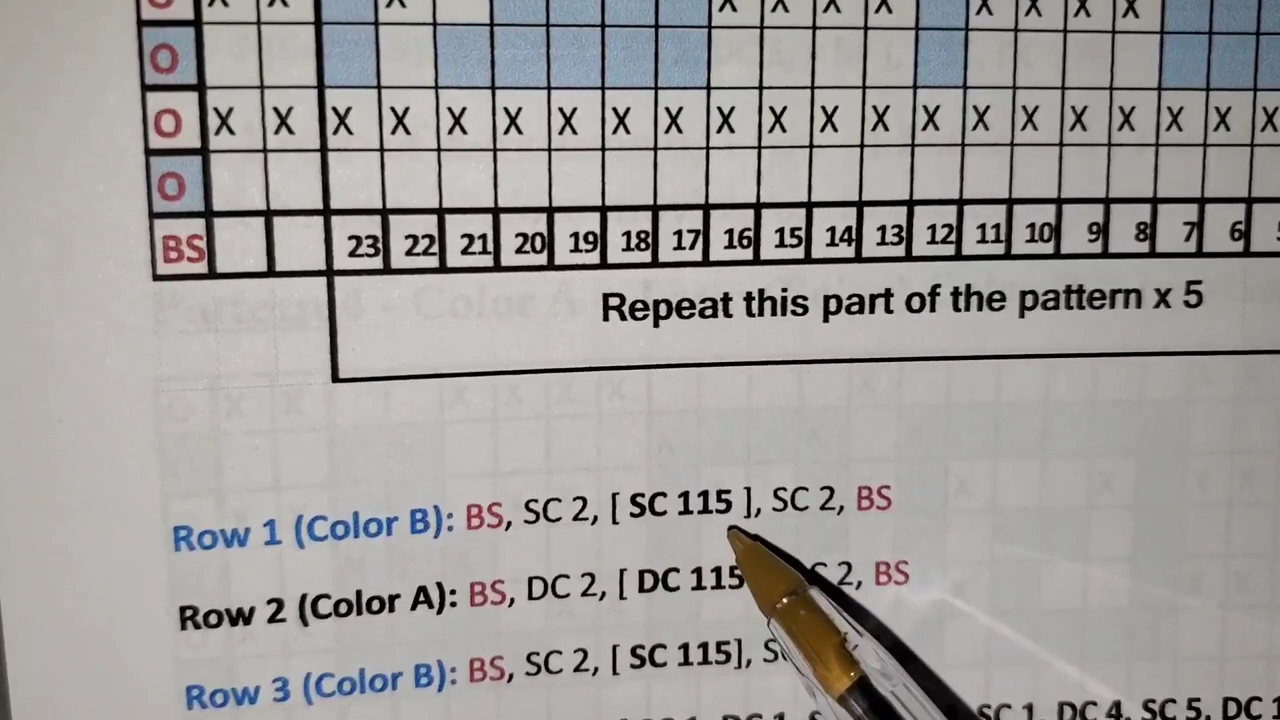 O X X X X X X X
O
O X X X X X X X X X X X X X X X X X X X X X
O
BS 23 22 21 20 19 18 17 16 15 14 13 12 11 10 9 8 7 6
Repeat this part of the pattern x 5
Row 1 (Color B): BS, SC 2, [ SC 115 ], SC 2, BS
Row 2 (Color A): BS, DC 2, [ DC 115 C 2, BS
Row 3 (Color B): BS, SC 2, [ SC 115],
SC 1, DC 4, SC 5, DC 1